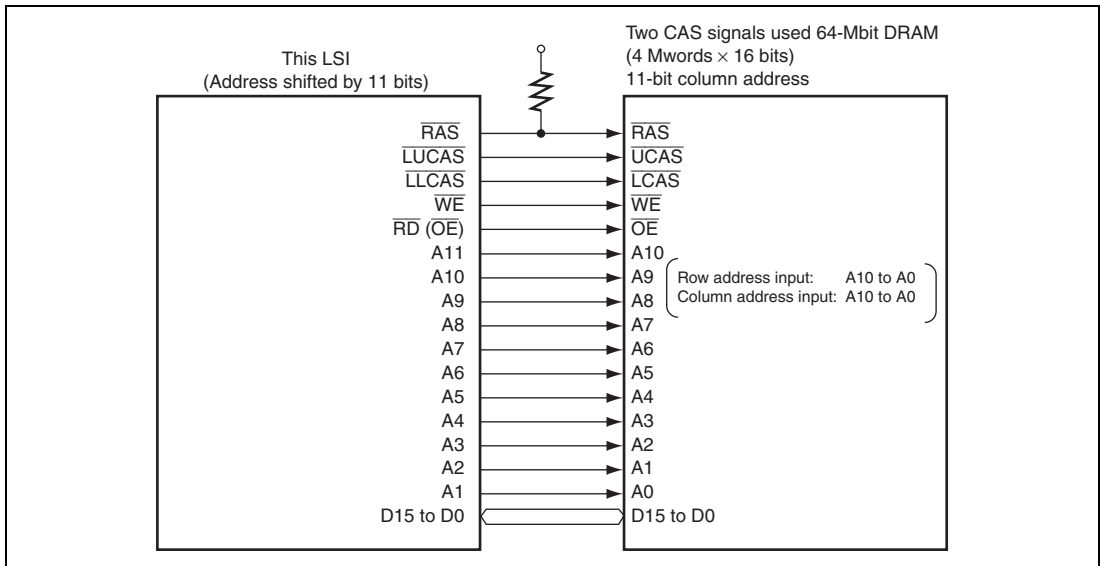 Two CAS signals used 64-Mbit DRAM
(4 Mwords × 16 bits)
11-bit column address
This LSI
(Address shifted by 11 bits)
RAS RAS
LUCAS UCAS
LLCAS LCAS
WE WE
RD (OE) OE
A11 A10
A10 A9 Row address input: A10 to A0
A9 A8 Column address input: A10 to A0
A8 A7
A7 A6
A6 A5
A5 A4
A4 A3
A3 A2
A2 A1
A1 A0
D15 to D0 D15 to D0